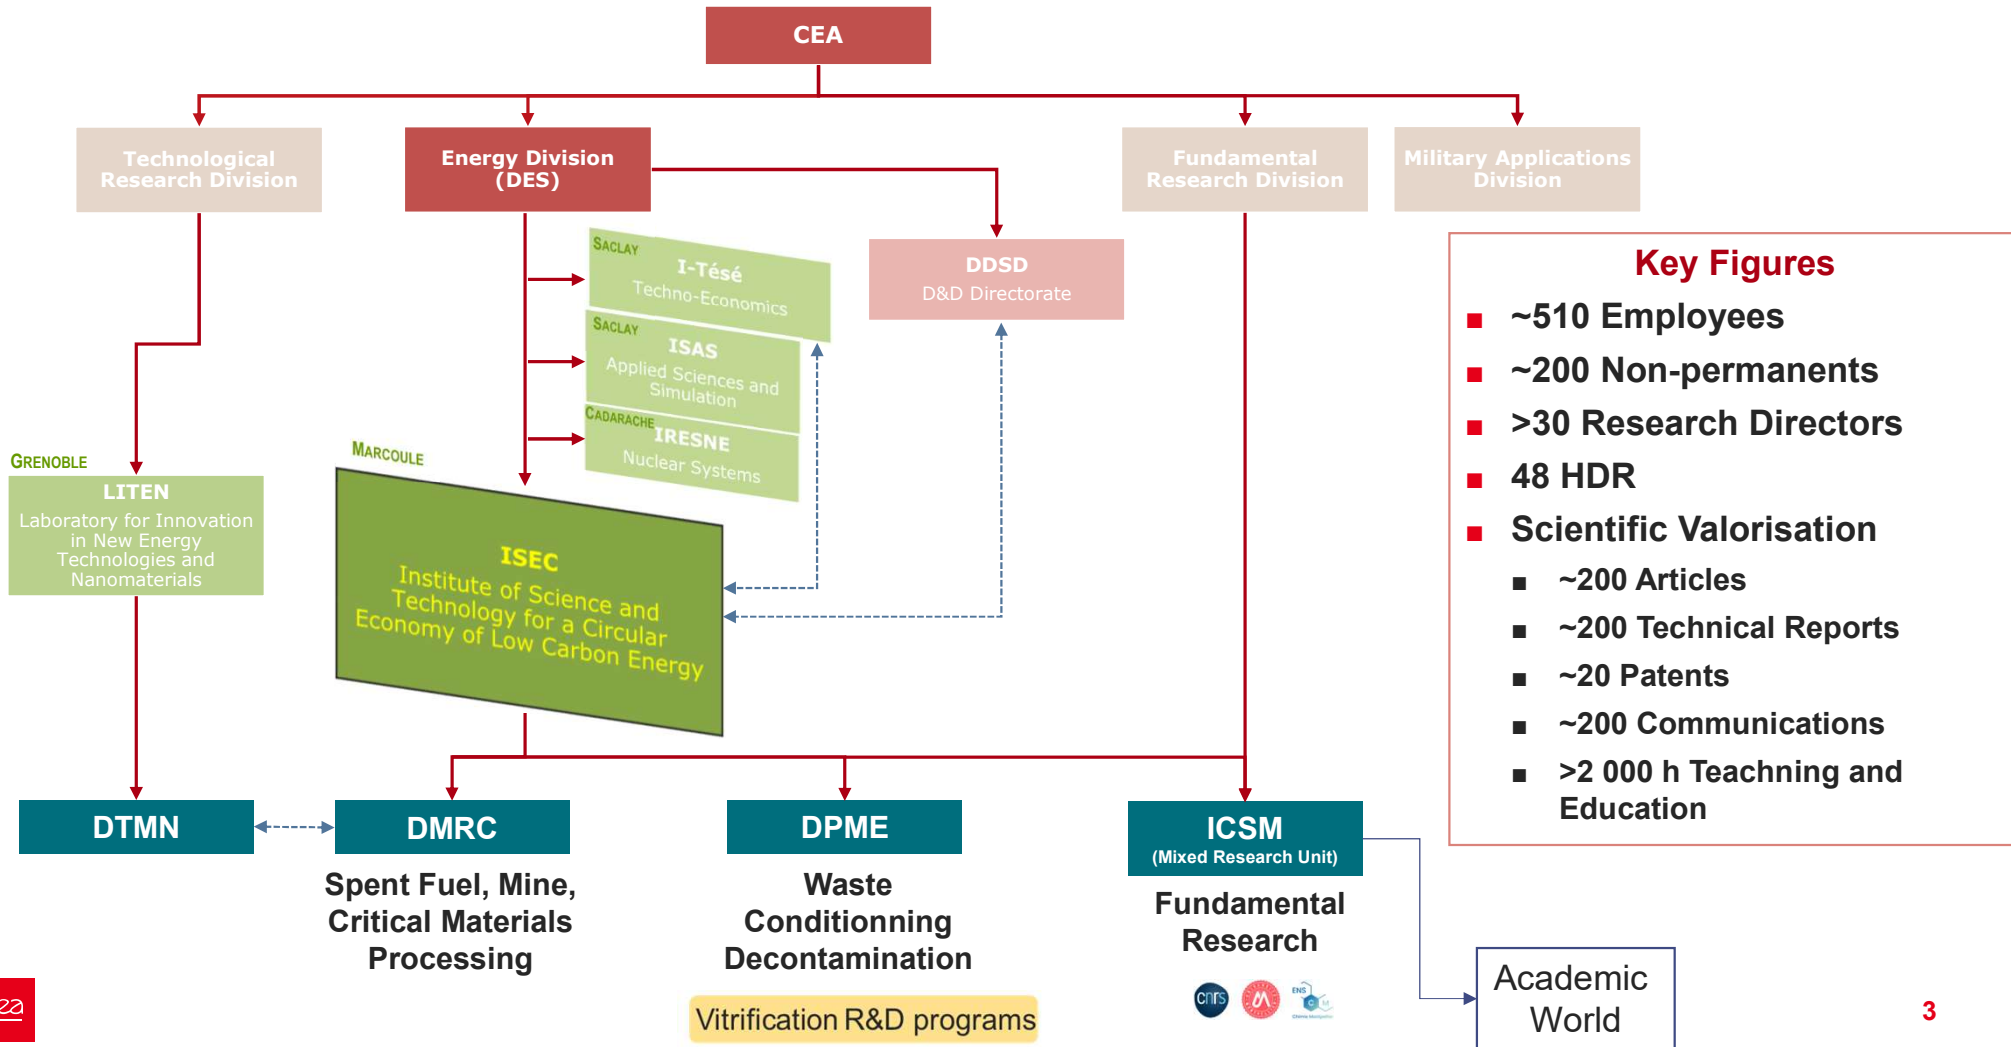 CEA
Technological
Research Division
Energy Division
(DES)
Fundamental
Research Division
Military Applications
Division
SACLAY
I-Tésé
Techno-Economics
SACLAY
ISAS
Applied Sciences and
Simulation
CADARACHE
IRESNE
Nuclear Systems
DDSD
D&D Directorate
GRENOBLE
LITEN
Laboratory for Innovation
in New Energy
Technologies and
Nanomaterials
MARCOULE
ISEC
Institute of Science and
Technology for a Circular
Economy of Low Carbon Energy
DTMN
DMRC
Spent Fuel, Mine,
Critical Materials
Processing
DPME
Waste
Conditionning
Decontamination
Vitrification R&D programs
ICSM
(Mixed Research Unit)
Fundamental
Research
cnrs
ENS
Academic
World
Key Figures
~510 Employees
~200 Non-permanents
>30 Research Directors
48 HDR
Scientific Valorisation
~200 Articles
~200 Technical Reports
~20 Patents
~200 Communications
>2 000 h Teachning and
Education
3